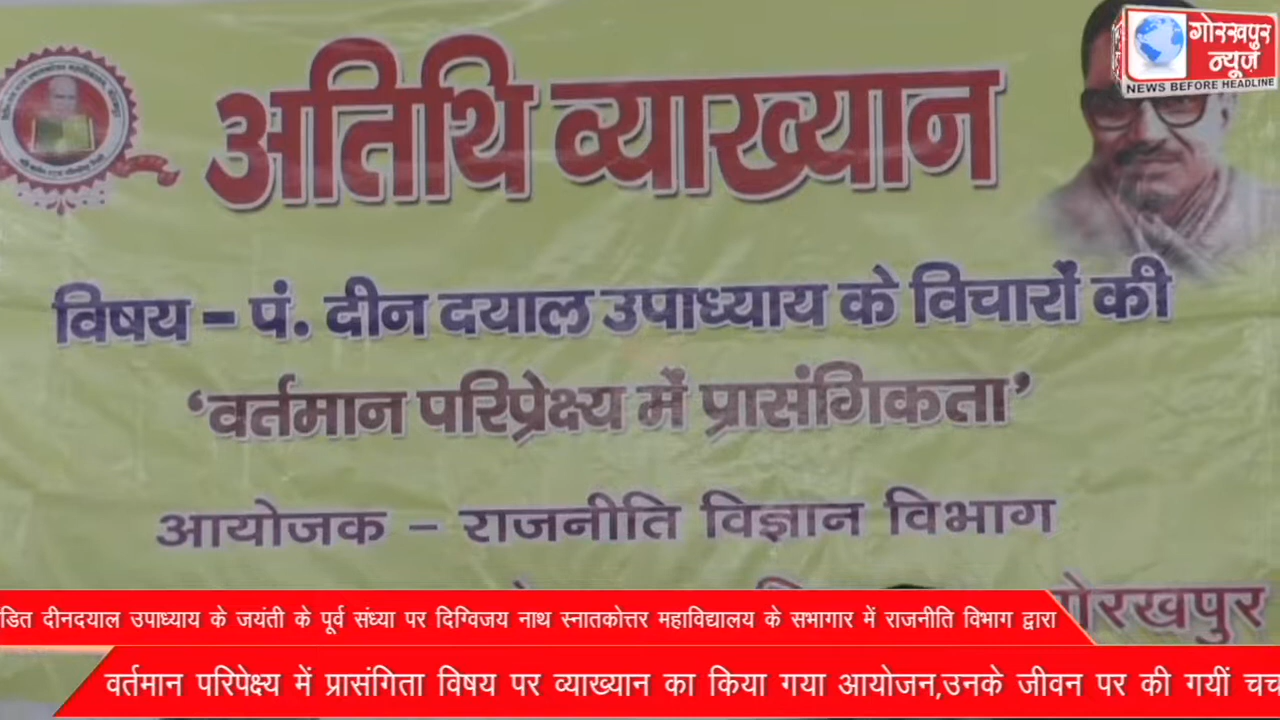 गोरखपुर
न्यूज़
NEWS BEFORE HEADLINE
अतिथि व्याख्यान
विषय – पं. दीन दयाल उपाध्याय के विचारों की
‘वर्तमान परिप्रेक्ष्य में प्रासंगिकता’
आयोजक – राजनीति विज्ञान विभाग
गोरखपुर
डित दीनदयाल उपाध्याय के जयंती के पूर्व संध्या पर दिग्विजय नाथ स्नातकोत्तर महाविद्यालय के सभागार में राजनीति विभाग द्वारा
वर्तमान परिपेक्ष्य में प्रासंगिता विषय पर व्याख्यान का किया गया आयोजन,उनके जीवन पर की गयीं चच